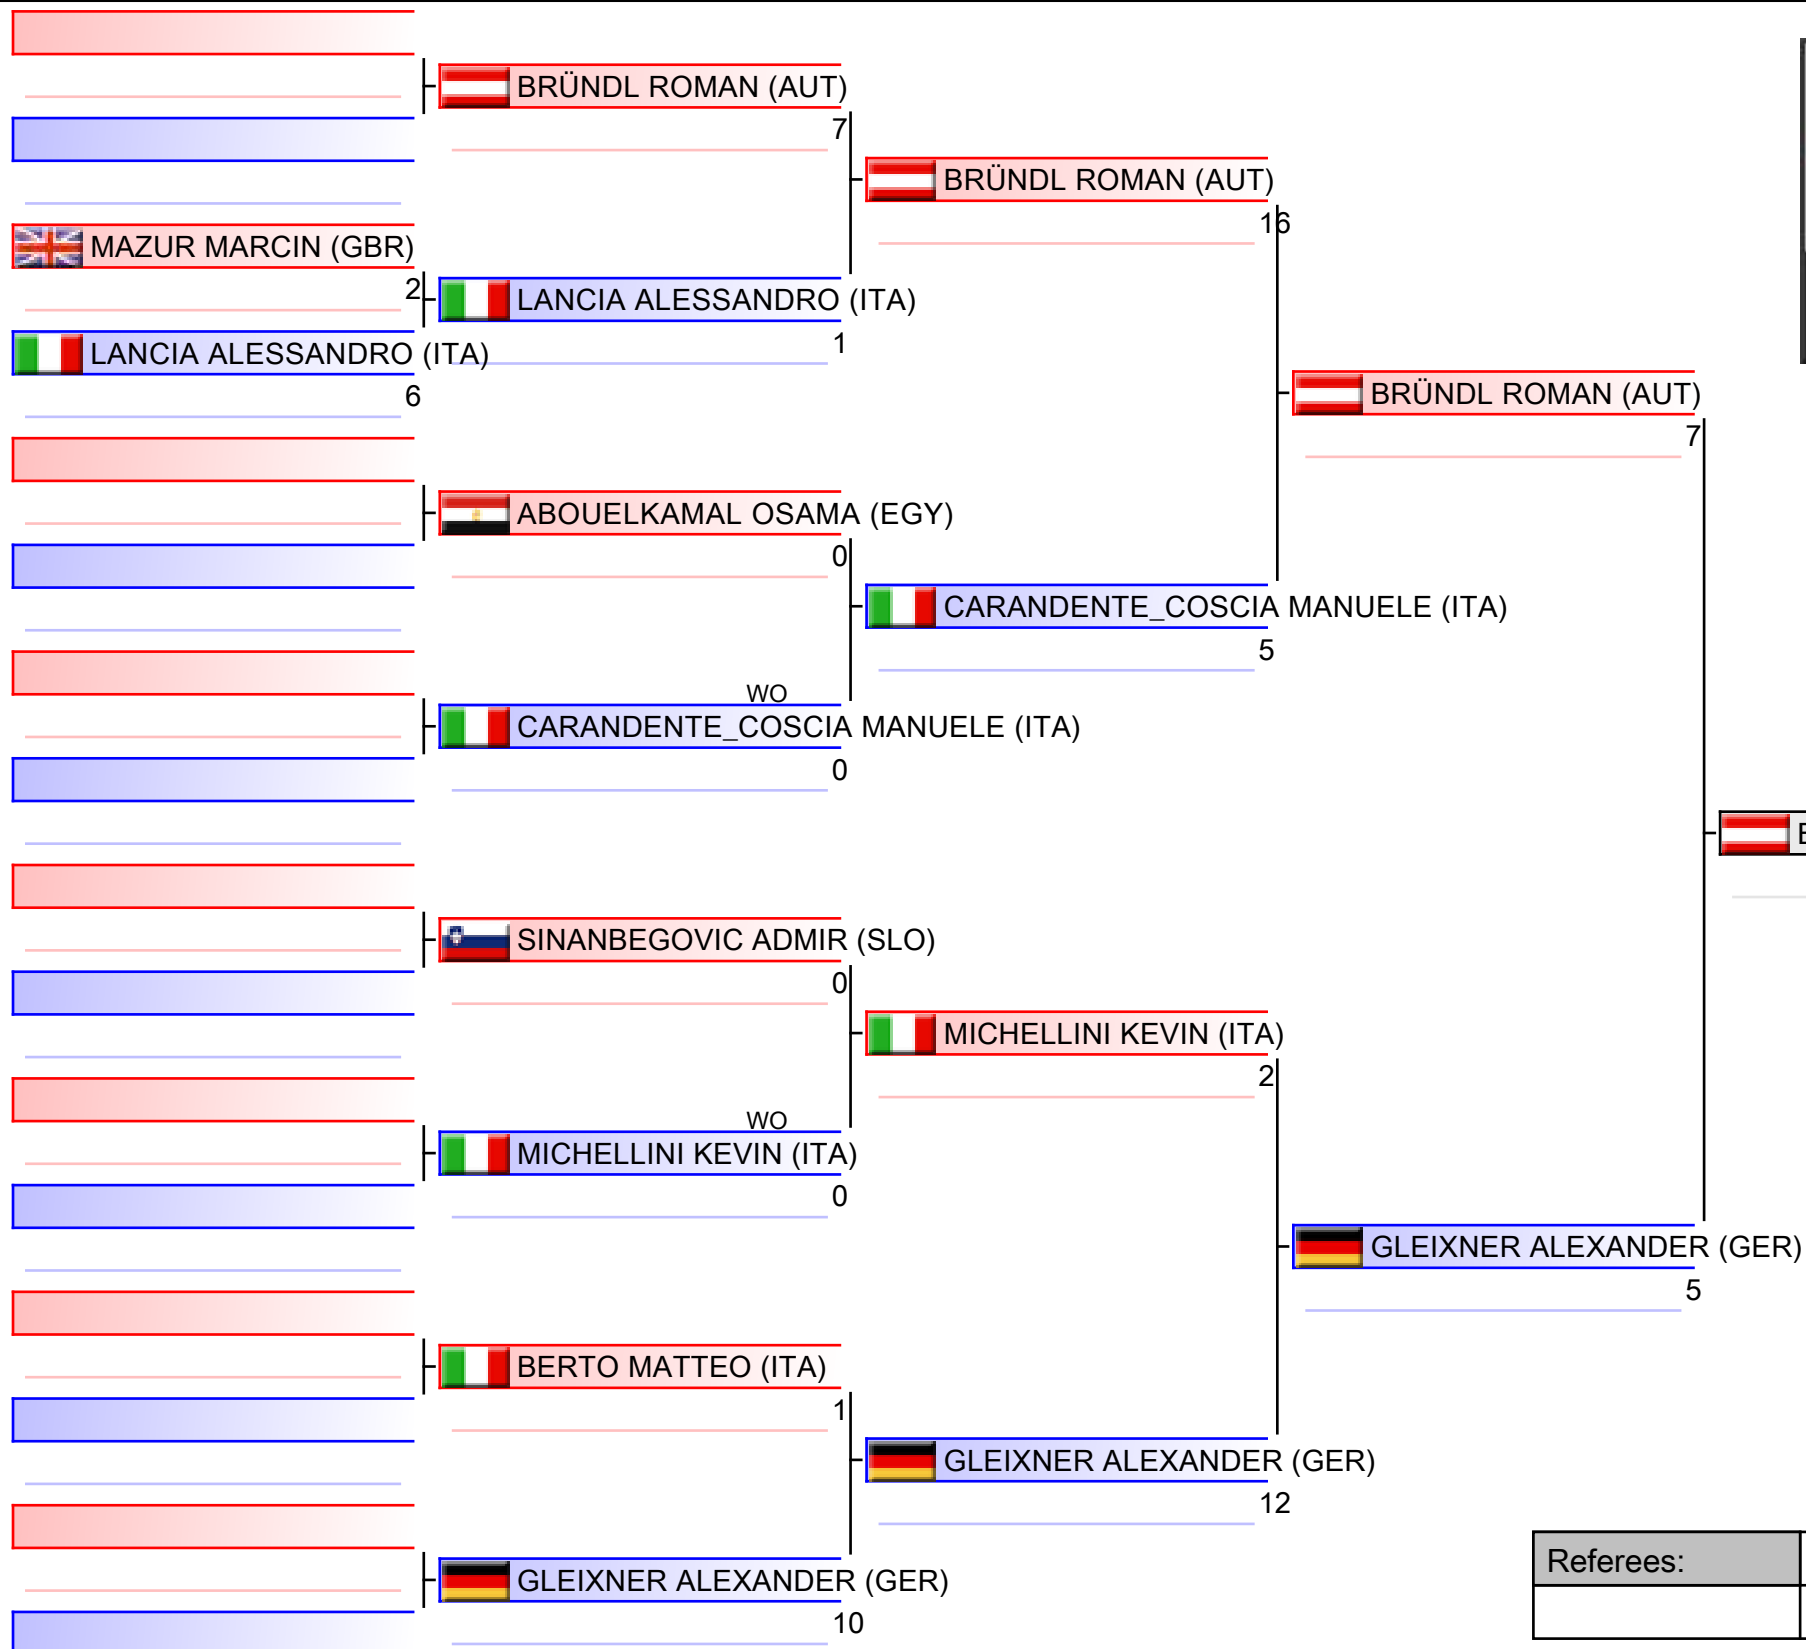 BRÜNDL ROMAN (AUT)
7
BRÜNDL ROMAN (AUT)
16
MAZUR MARCIN (GBR)
2
LANCIA ALESSANDRO (ITA)
1
LANCIA ALESSANDRO (ITA)
6
BRÜNDL ROMAN (AUT)
7
ABOUELKAMAL OSAMA (EGY)
0
CARANDENTE_COSCIA MANUELE (ITA)
5
WO
CARANDENTE_COSCIA MANUELE (ITA)
0
SINANBEGOVIC ADMIR (SLO)
0
MICHELLINI KEVIN (ITA)
2
WO
MICHELLINI KEVIN (ITA)
0
GLEIXNER ALEXANDER (GER)
5
BERTO MATTEO (ITA)
1
GLEIXNER ALEXANDER (GER)
12
GLEIXNER ALEXANDER (GER)
10
Referees: